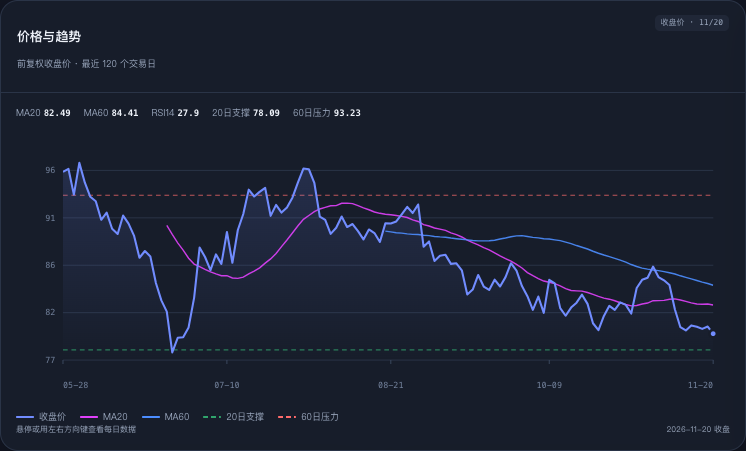 收盘价 · 11/20
价格与趋势
前复权收盘价 · 最近 120 个交易日
MA20 82.49 MA60 84.41 RSI14 27.9 20日支撑 78.09 60日压力 93.23
96
91
86
82
77
05-28 07-10 08-21 10-09 11-20
收盘价 MA20 MA60 20日支撑 60日压力
悬停或用左右方向键查看每日数据
2026-11-20 收盘